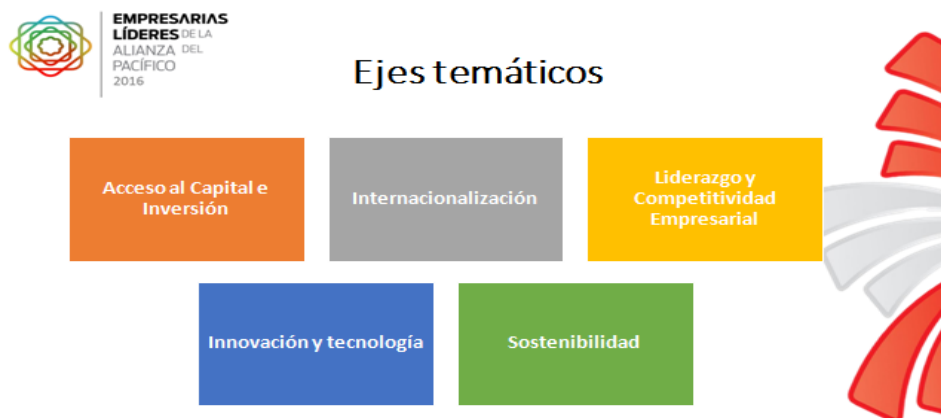 EMPRESARIAS
LÍDERES DE LA
ALIANZA DEL
PACÍFICO
2016
Ejes temáticos
Acceso al Capital e
Inversión
Internacionalización
Liderazgo y
Competitividad
Empresarial
Innovación y tecnología
Sostenibilidad